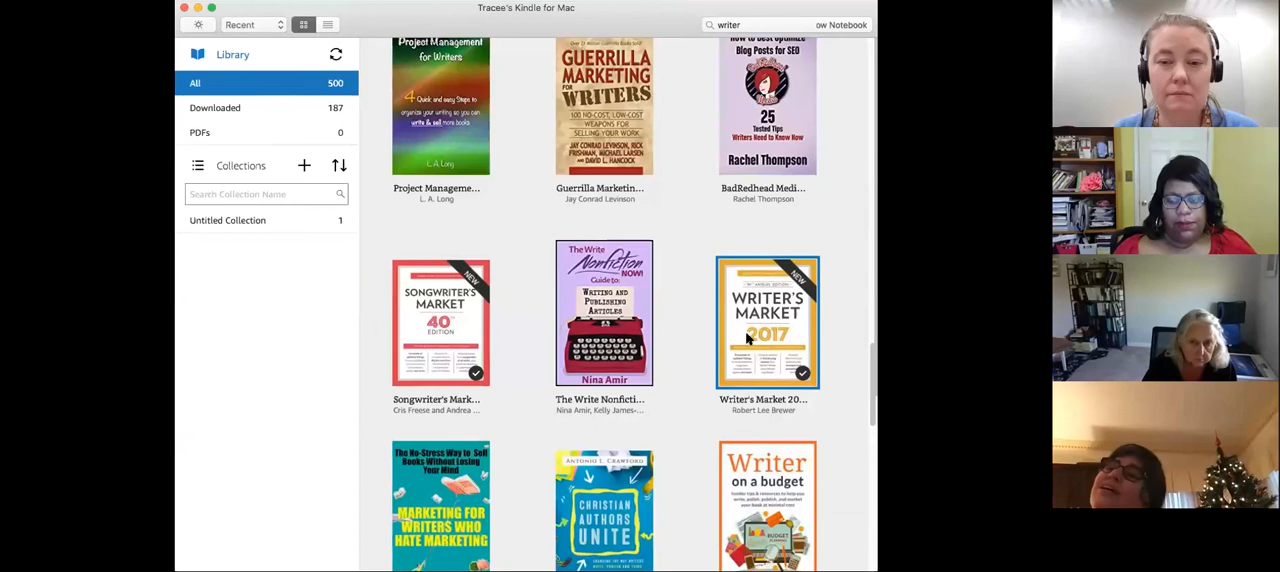 Tracee's Kindle for Mac
Recent
writer
ow Notebook
Library
All 500
Downloaded 187
PDFs 0
Collections
Search Collection Name
Untitled Collection 1
Project Management
for Writers
4 Quick and easy Steps to
organize your writing so you can
write & sell more books
L. A. Long
Project Manageme...
L. A. Long
GUERRILLA
MARKETING
FOR
WRITERS
100 NO-COST, LOW-COST
WEAPONS FOR
SELLING YOUR WORK
JAY CONRAD LEVINSON, RICK
FRISHMAN, MICHAEL LARSEN
AND DAVID L. HANCOCK
Guerrilla Marketin...
Jay Conrad Levinson
How to Best Optimize
Blog Posts for SEO
25
Tested Tips
Writers Need to Know Now
Rachel Thompson
BadRedhead Medi...
Rachel Thompson
NEW
SONGWRITER'S
MARKET
40TH
EDITION
Songwriter's Mark...
Cris Freese and Andrea ...
The Write
Nonfiction
NOW!
Guide to:
WRITING AND
PUBLISHING
ARTICLES
Nina Amir
The Write Nonficti...
Nina Amir, Kelly James-...
NEW
ANNUAL EDITION
WRITER'S
MARKET
2017
Writer's Market 20...
Robert Lee Brewer
The No-Stress Way to Sell
Books Without Losing
Your Mind
MARKETING FOR
WRITERS WHO
HATE MARKETING
ANTONIO L. CRAWFORD
CHRISTIAN
AUTHORS
UNITE
Writer
on a budget
BUDGET